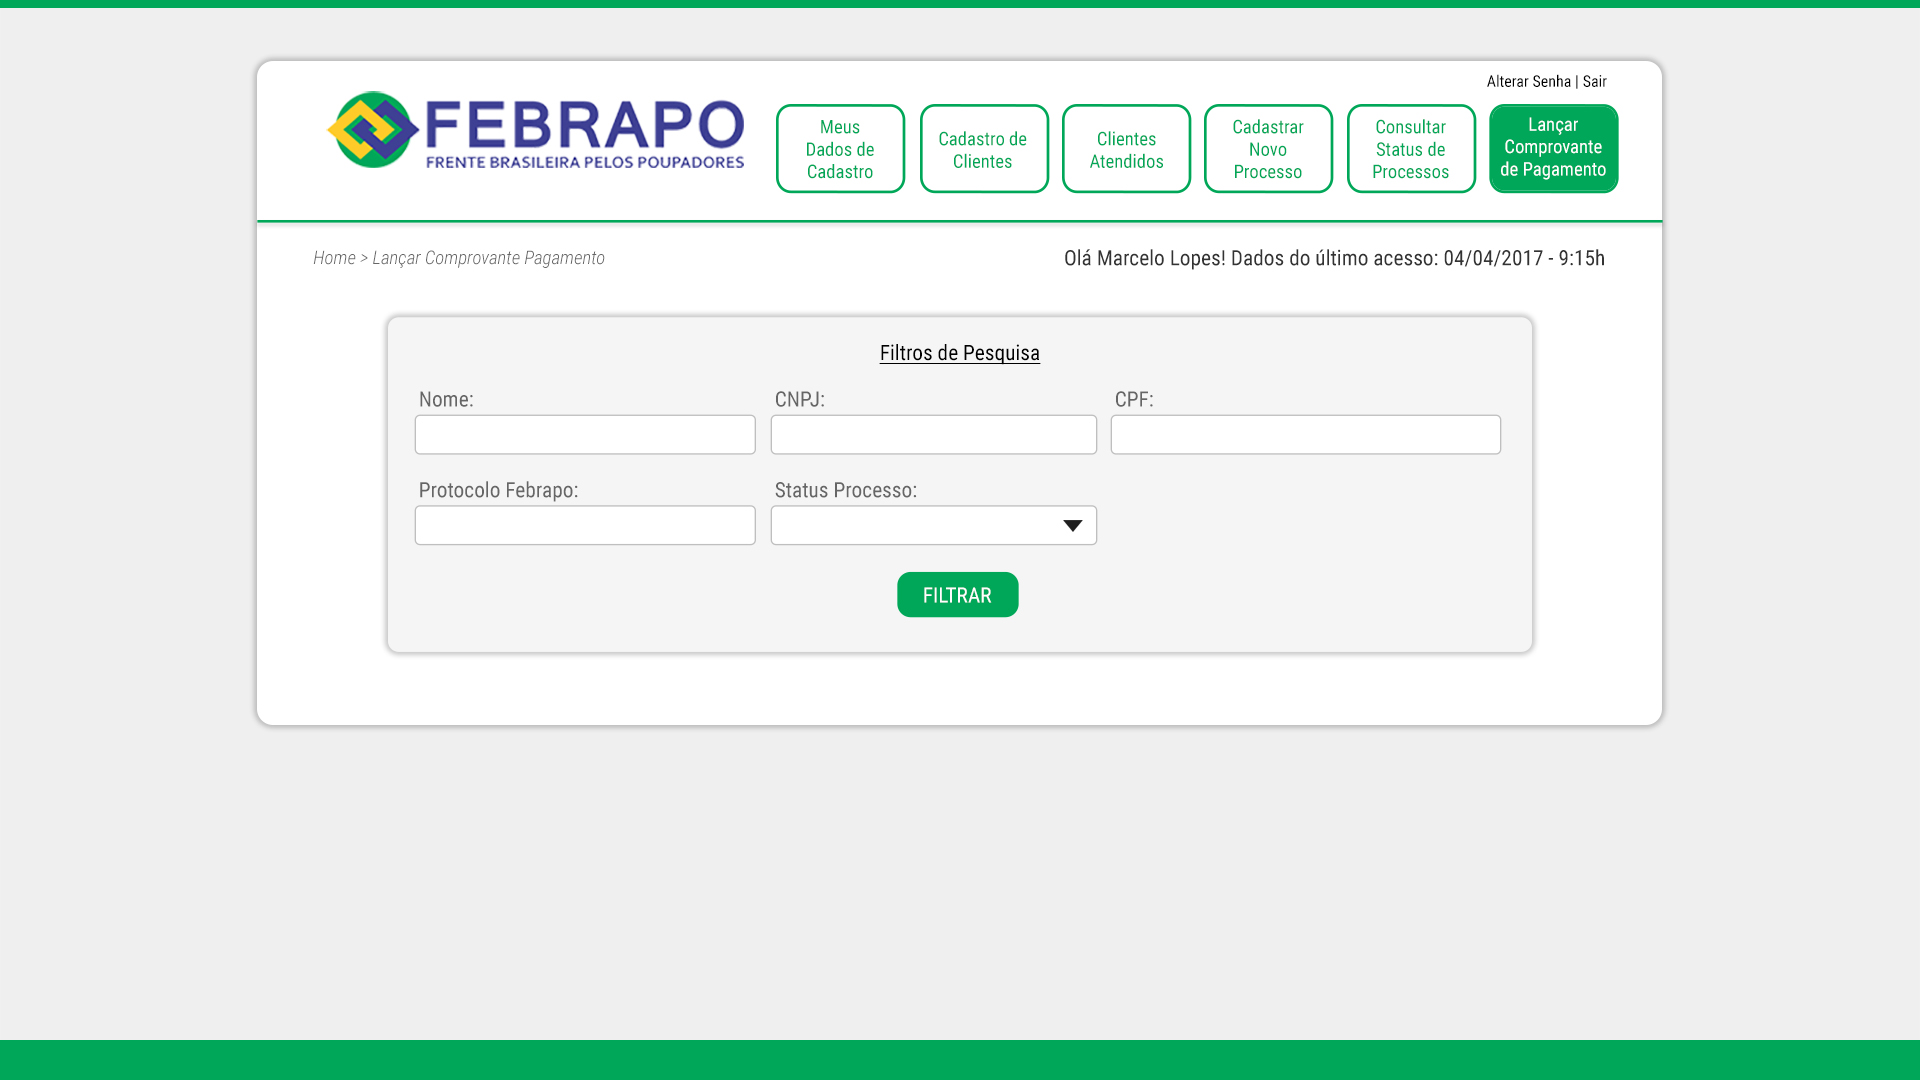 Alterar Senha | Sair
FEBRAPO
FRENTE BRASILEIRA PELOS POUPADORES
Meus
Dados de
Cadastro
Cadastro de
Clientes
Clientes
Atendidos
Cadastrar
Novo
Processo
Consultar
Status de
Processos
Lançar
Comprovante
de Pagamento
Home > Lançar Comprovante Pagamento
Olá Marcelo Lopes! Dados do último acesso: 04/04/2017 - 9:15h
Filtros de Pesquisa
Nome:
CNPJ:
CPF:
Protocolo Febrapo:
Status Processo:
FILTRAR